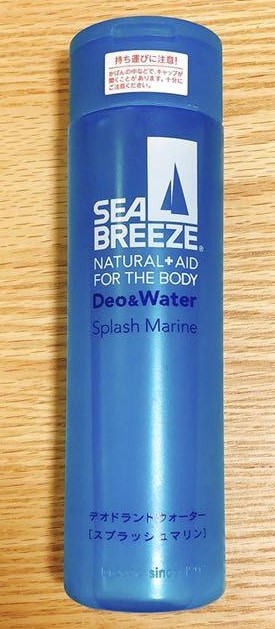 持ち運びに注意!
かばんの中などで、キャップが
開くことがあります。十分に
ご注意ください。
SEA
BREEZE®
NATURAL+AID
FOR THE BODY
Deo&Water
Splash Marine
デオドラントウォーター
[スプラッシュマリン]
since